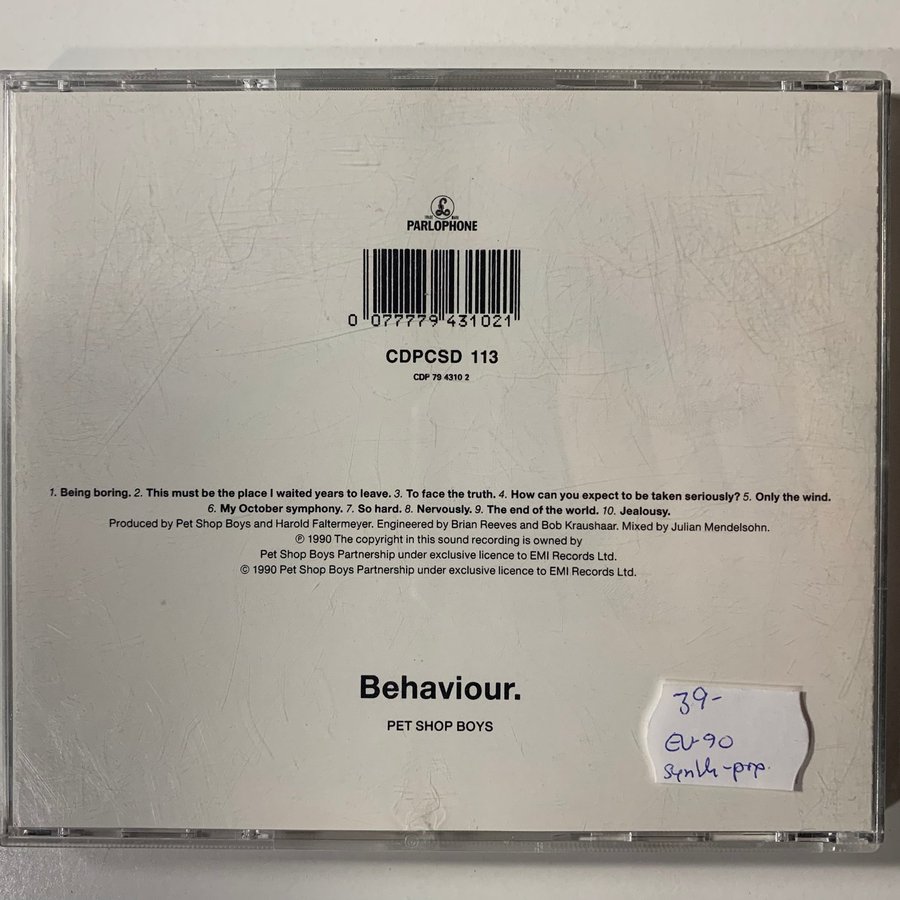 PARLOPHONE
0 077779 431021
CDPCSD 113
CDP 79 4310 2
1. Being boring. 2. This must be the place I waited years to leave. 3. To face the truth. 4. How can you expect to be taken seriously? 5. Only the wind.
6. My October symphony. 7. So hard. 8. Nervously. 9. The end of the world. 10. Jealousy.
Produced by Pet Shop Boys and Harold Faltermeyer. Engineered by Brian Reeves and Bob Kraushaar. Mixed by Julian Mendelsohn.
℗ 1990 The copyright in this sound recording is owned by
Pet Shop Boys Partnership under exclusive licence to EMI Records Ltd.
© 1990 Pet Shop Boys Partnership under exclusive licence to EMI Records Ltd.
Behaviour.
PET SHOP BOYS
39-
EU-90
synth-pop.